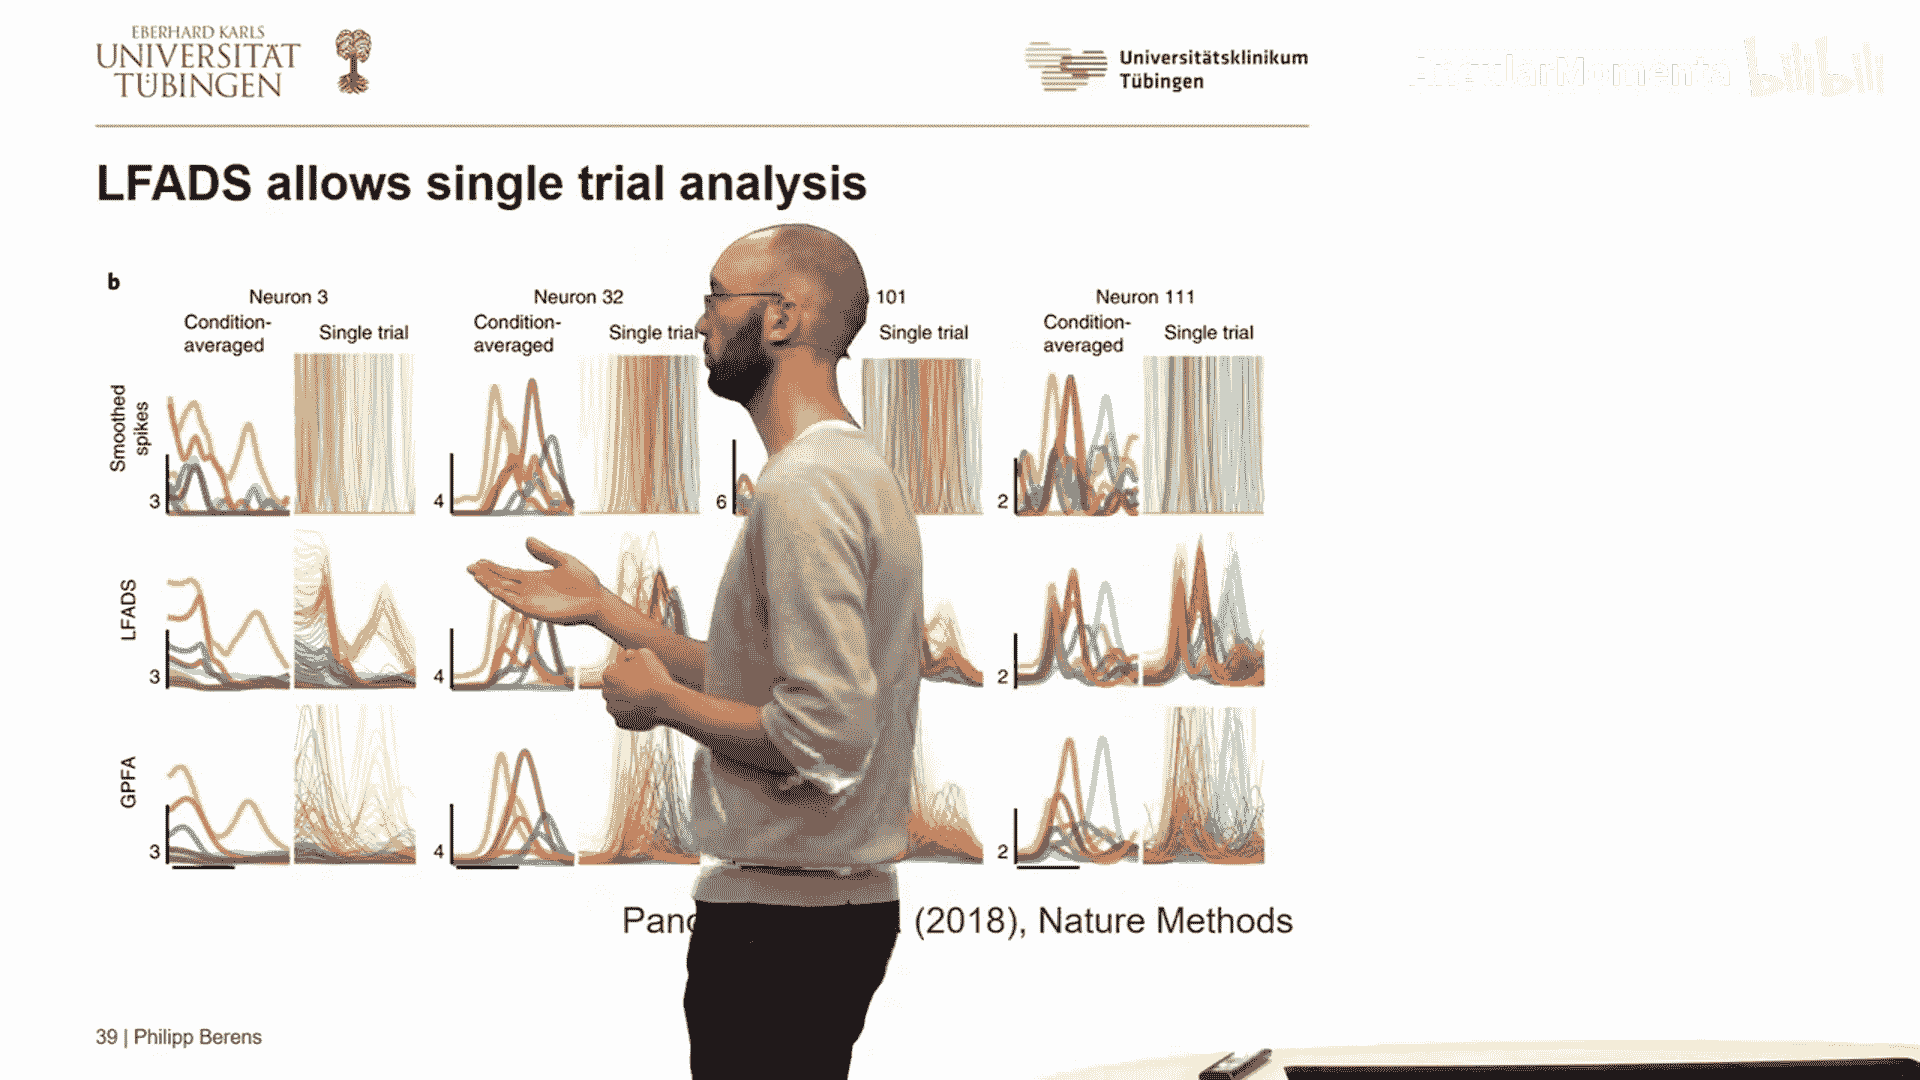 EBERHARD KARLS
UNIVERSITÄT
TÜBINGEN
Universitätsklinikum
Tübingen
AngularMomenta bilibili
LFADS allows single trial analysis
b
Neuron 3
Neuron 32
101
Neuron 111
Condition-
averaged
Single trial
Condition-
averaged
Single trial
Single trial
Condition-
averaged
Single trial
Smoothed
spikes
3
4
6
2
LFADS
3
4
2
GPFA
3
4
2
(2018), Nature Methods
39 | Philipp Berens